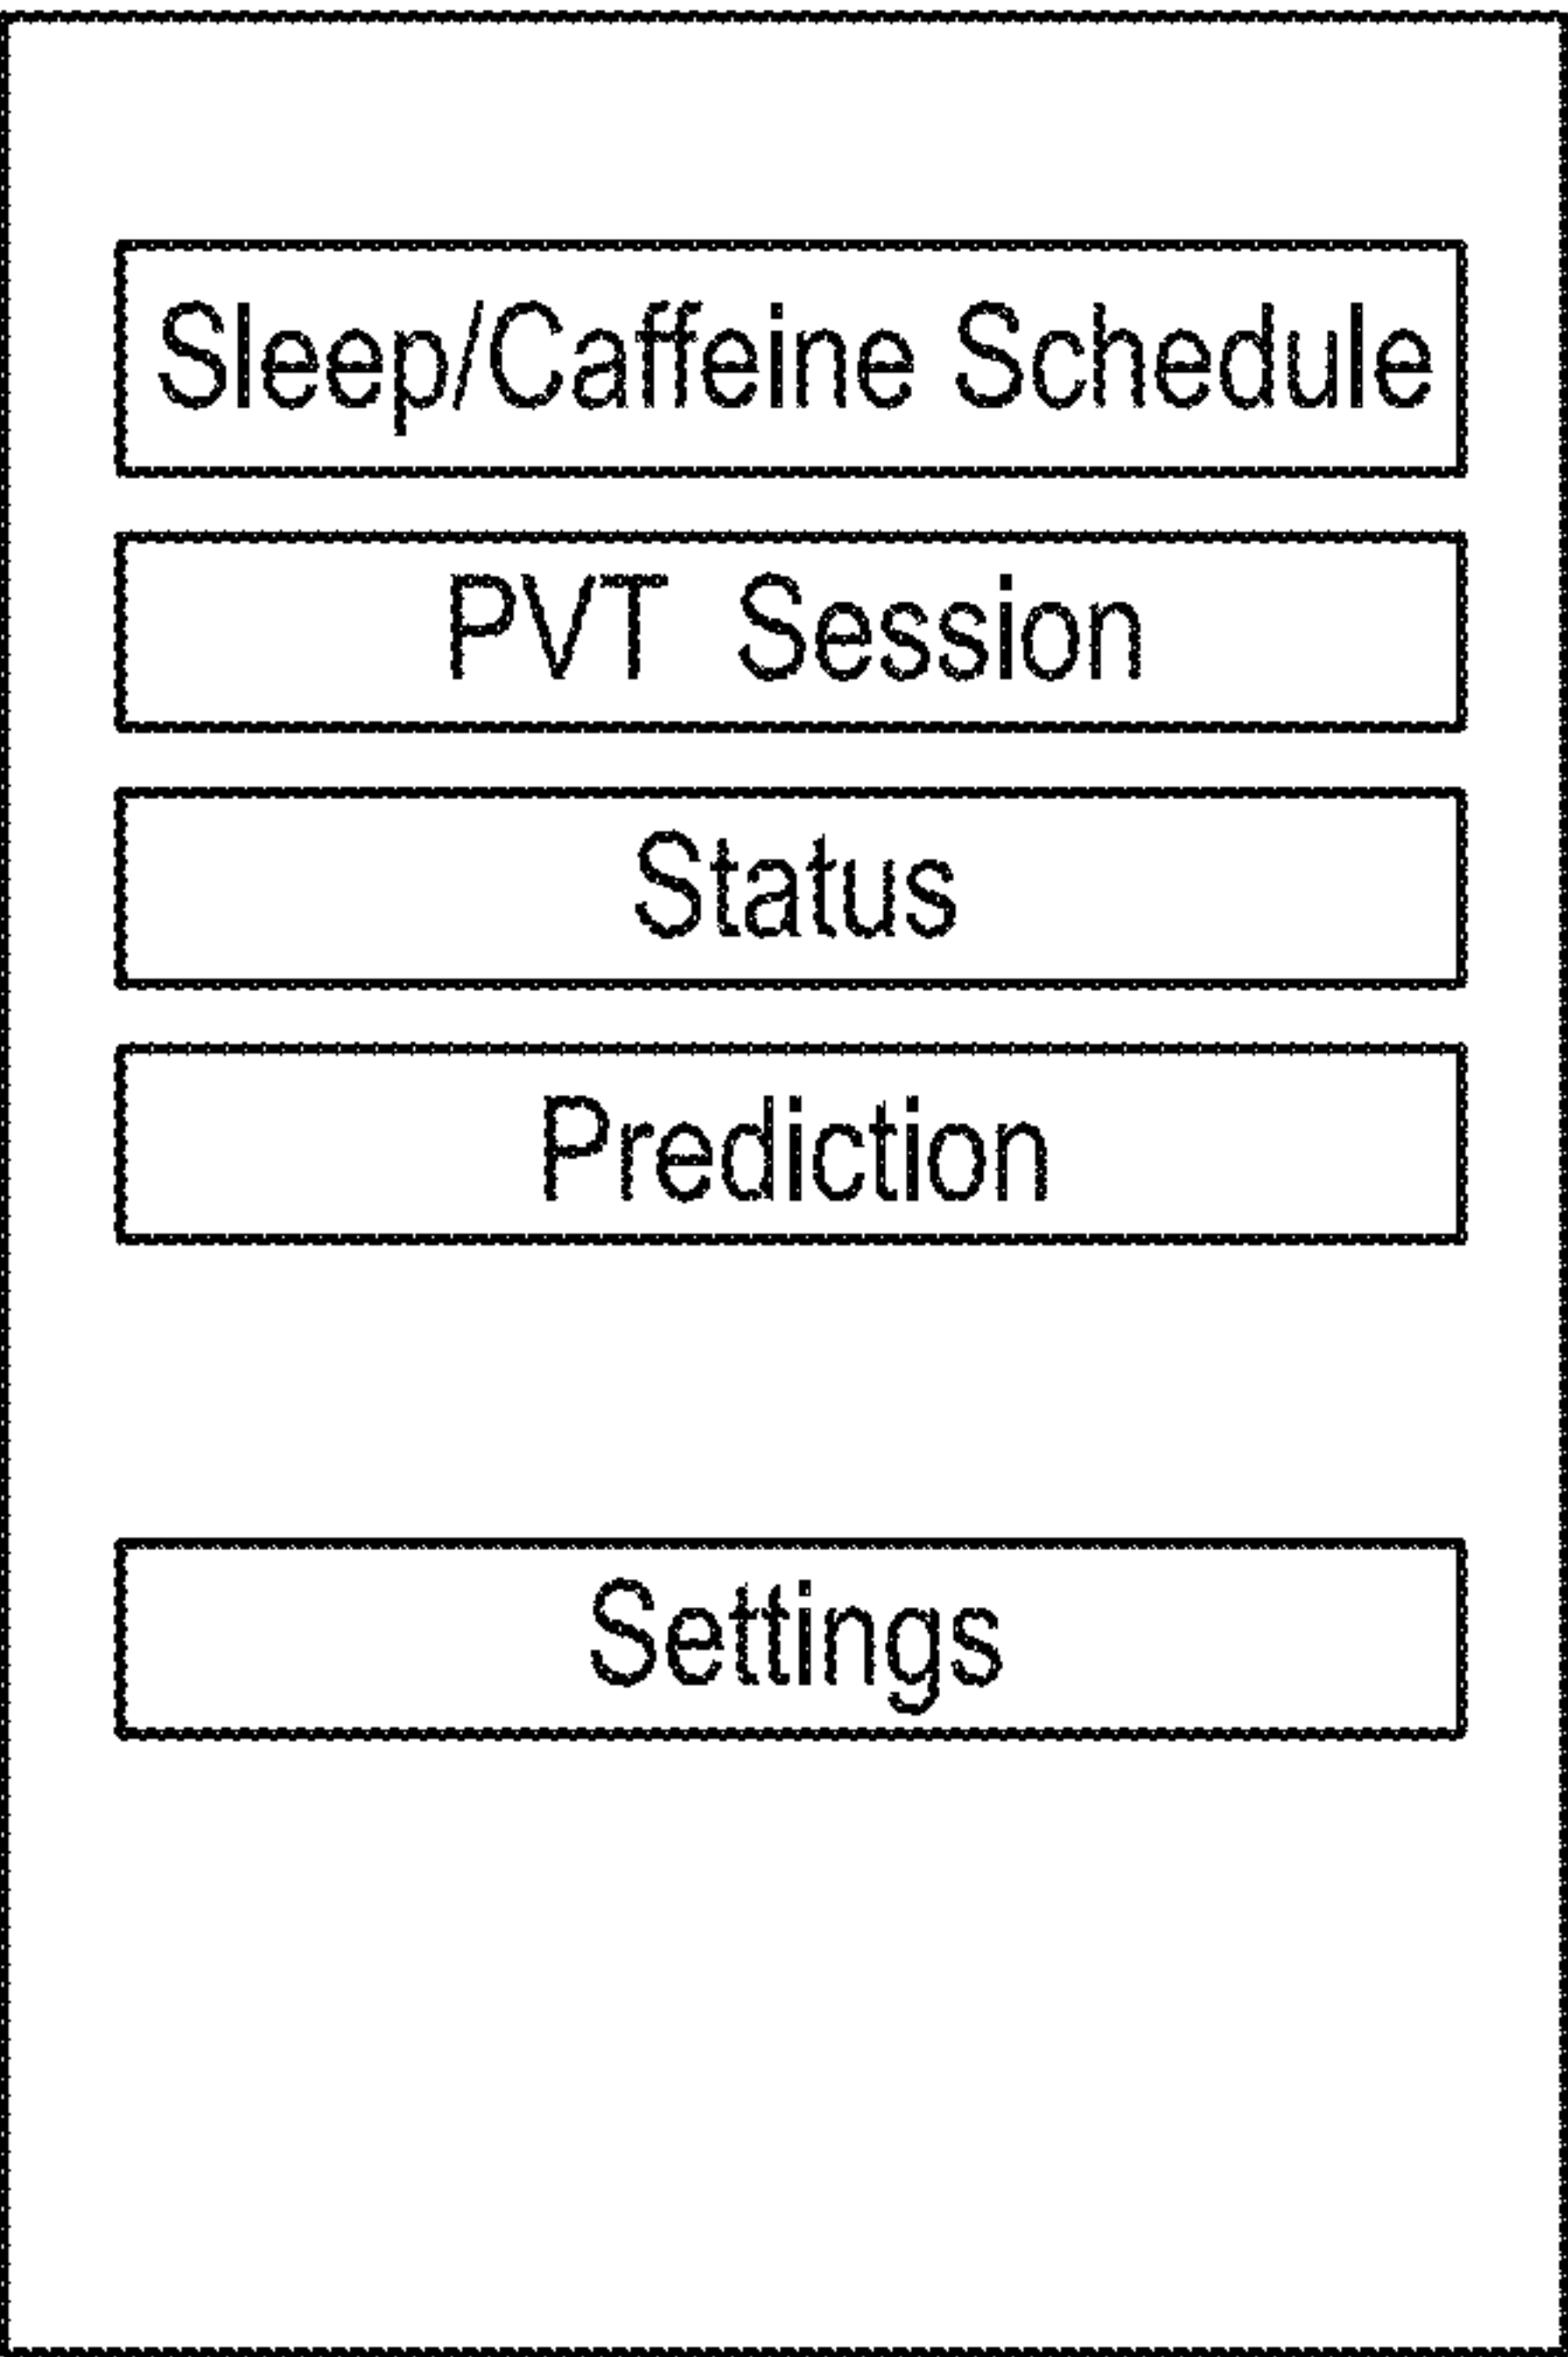 Sleep/Caffeine Schedule
PVT Session
Status
Prediction
Settings